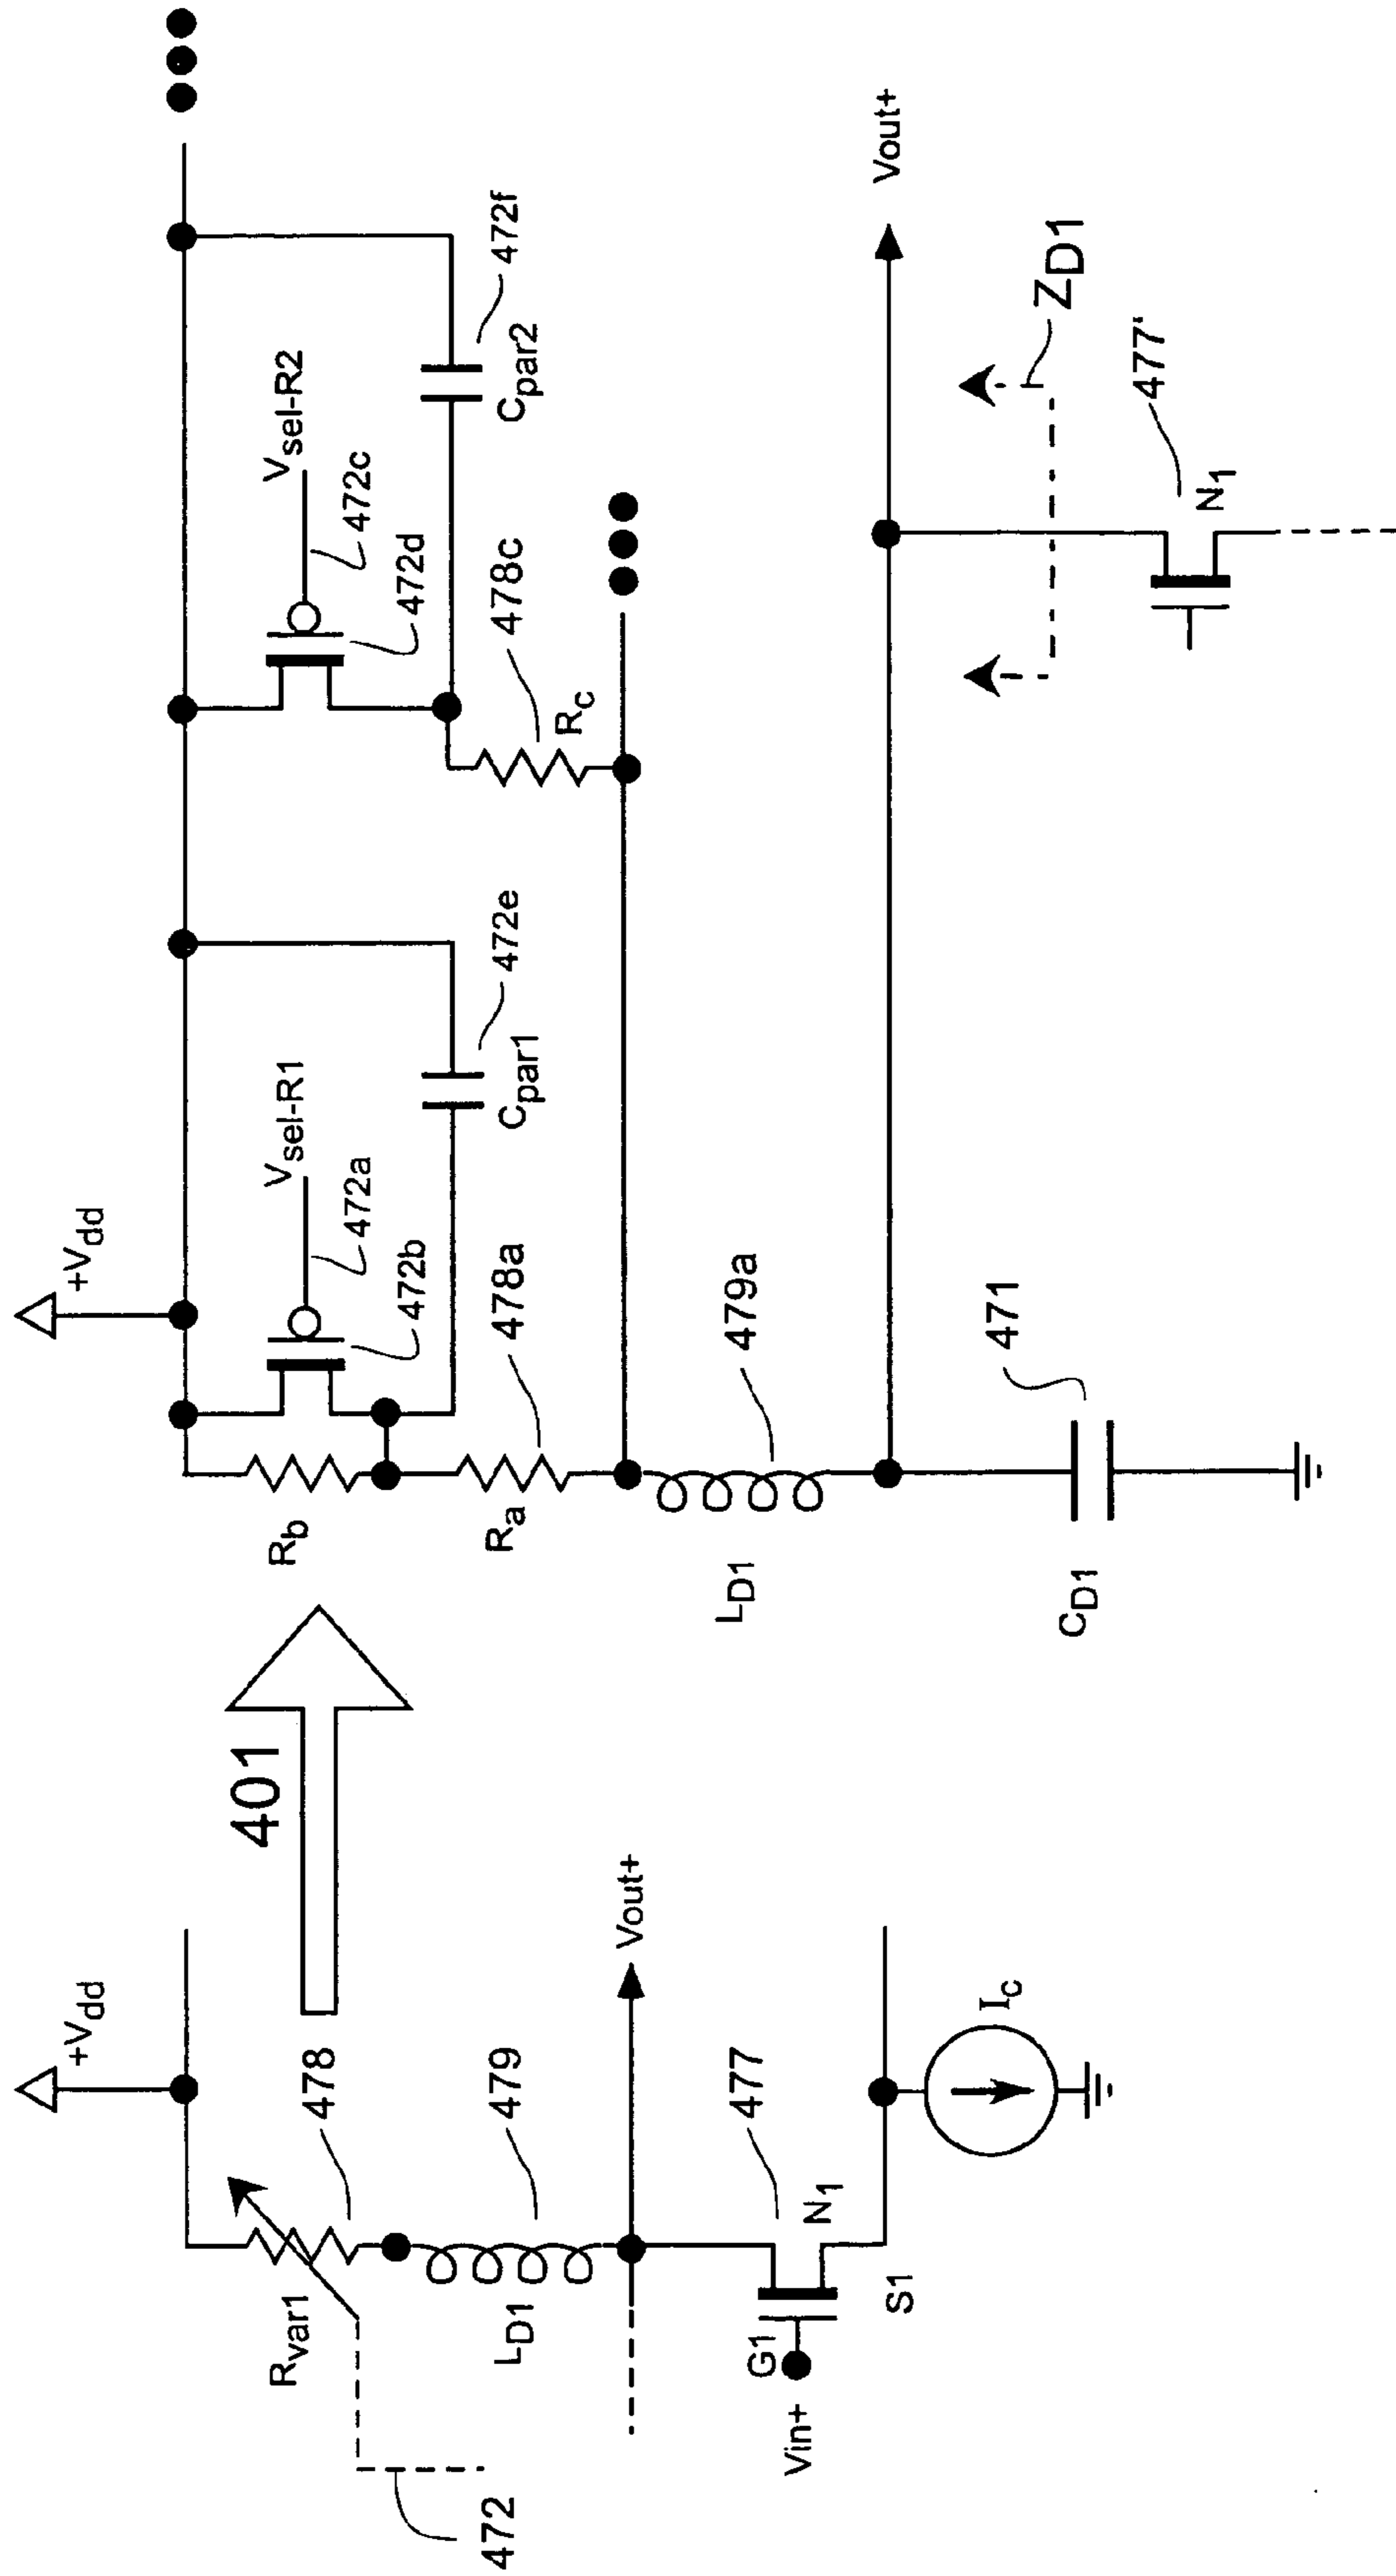 +Vdd
Rvar1
478
472
LD1
479
Vout+
Vin+
G1
477
N1
S1
Ic
401
+Vdd
Rb
Vsel-R1
472a
472b
Ra
478a
Cpar1
472e
LD1
479a
CD1
471
Vsel-R2
472c
472d
478c
Rc
Cpar2
472f
Vout+
ZD1
477'
N1